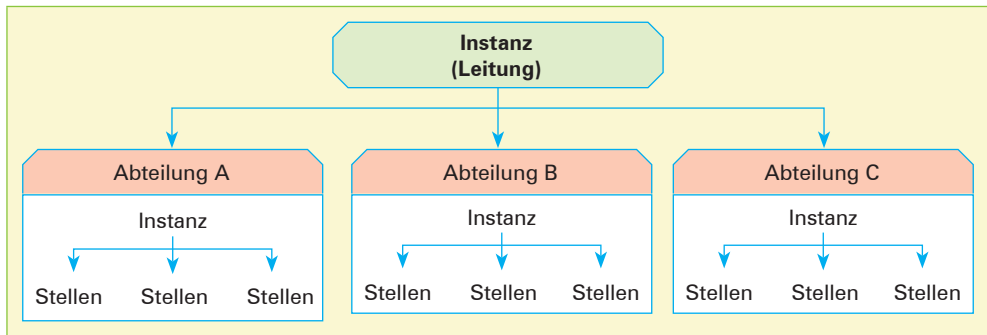 Instanz
(Leitung)
Abteilung A
Abteilung B
Abteilung C
Instanz
Instanz
Instanz
Stellen Stellen Stellen
Stellen Stellen Stellen
Stellen Stellen Stellen